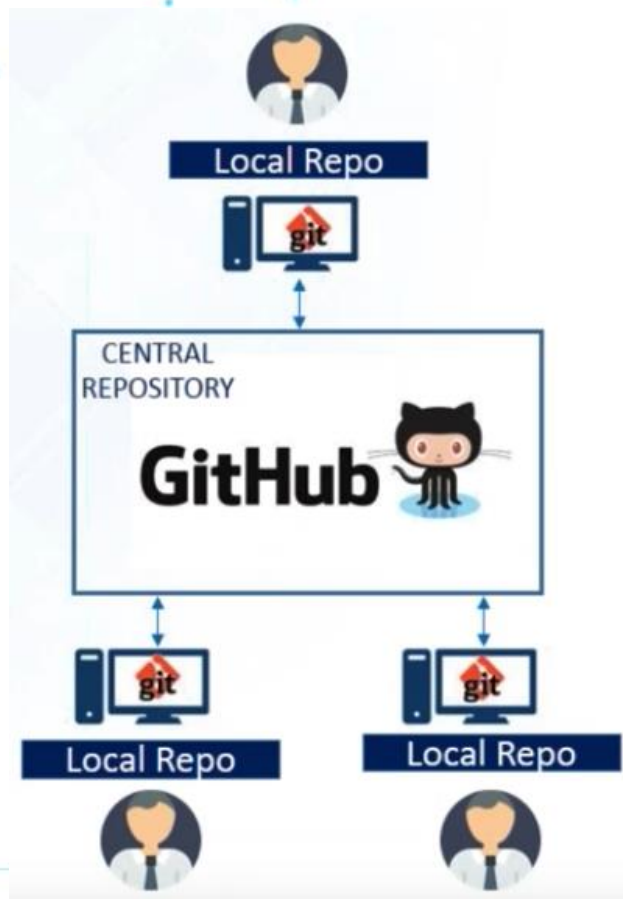 Local Repo
git
CENTRAL
REPOSITORY
GitHub
git
git
Local Repo
Local Repo